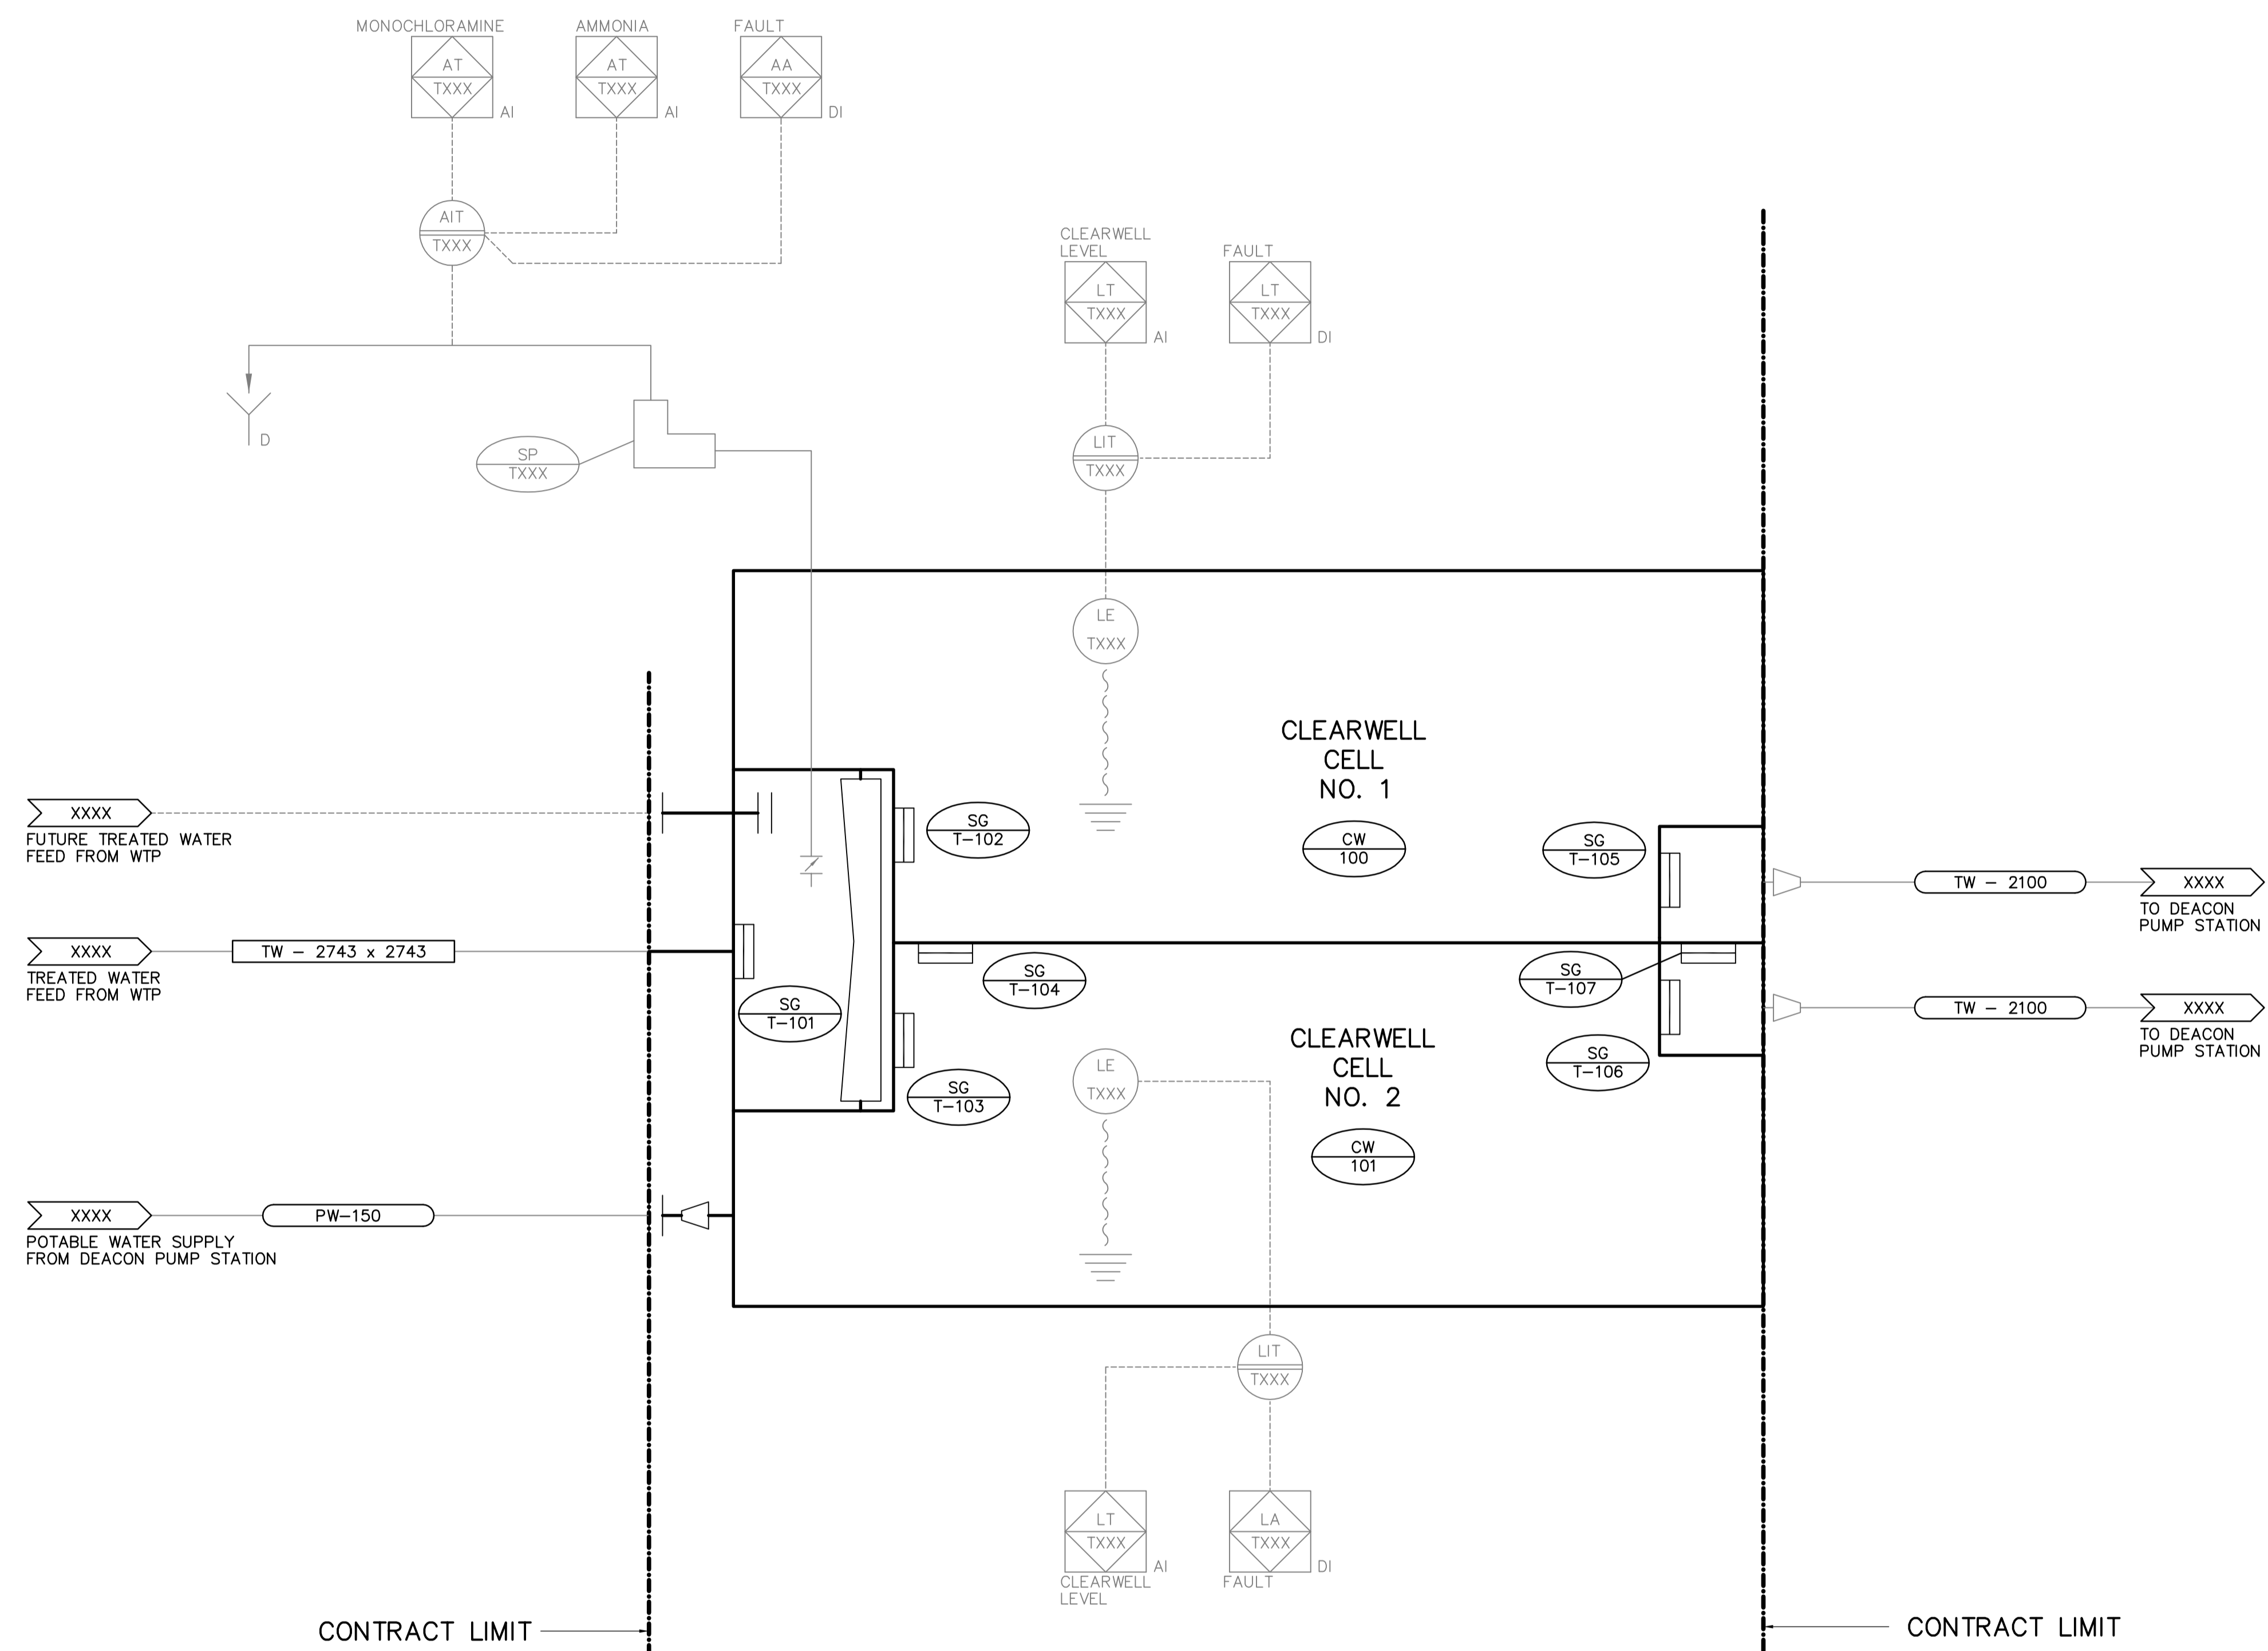 MONOCHLORAMINE
AT
TXXX
AI
AMMONIA
AT
TXXX
AI
FAULT
AA
TXXX
DI
AIT
TXXX
D
SP
TXXX
CLEARWELL
LEVEL
LT
TXXX
AI
FAULT
LT
TXXX
DI
LIT
TXXX
LE
TXXX
CLEARWELL
CELL
NO. 1
CW
100
XXXX
FUTURE TREATED WATER
FEED FROM WTP
SG
T-102
SG
T-105
TW - 2100
XXXX
TO DEACON
PUMP STATION
XXXX
TREATED WATER
FEED FROM WTP
TW - 2743 x 2743
SG
T-101
SG
T-104
SG
T-107
TW - 2100
XXXX
TO DEACON
PUMP STATION
SG
T-103
LE
TXXX
CLEARWELL
CELL
NO. 2
CW
101
SG
T-106
XXXX
POTABLE WATER SUPPLY
FROM DEACON PUMP STATION
PW-150
LIT
TXXX
LT
TXXX
AI
CLEARWELL
LEVEL
LA
TXXX
DI
FAULT
CONTRACT LIMIT
CONTRACT LIMIT